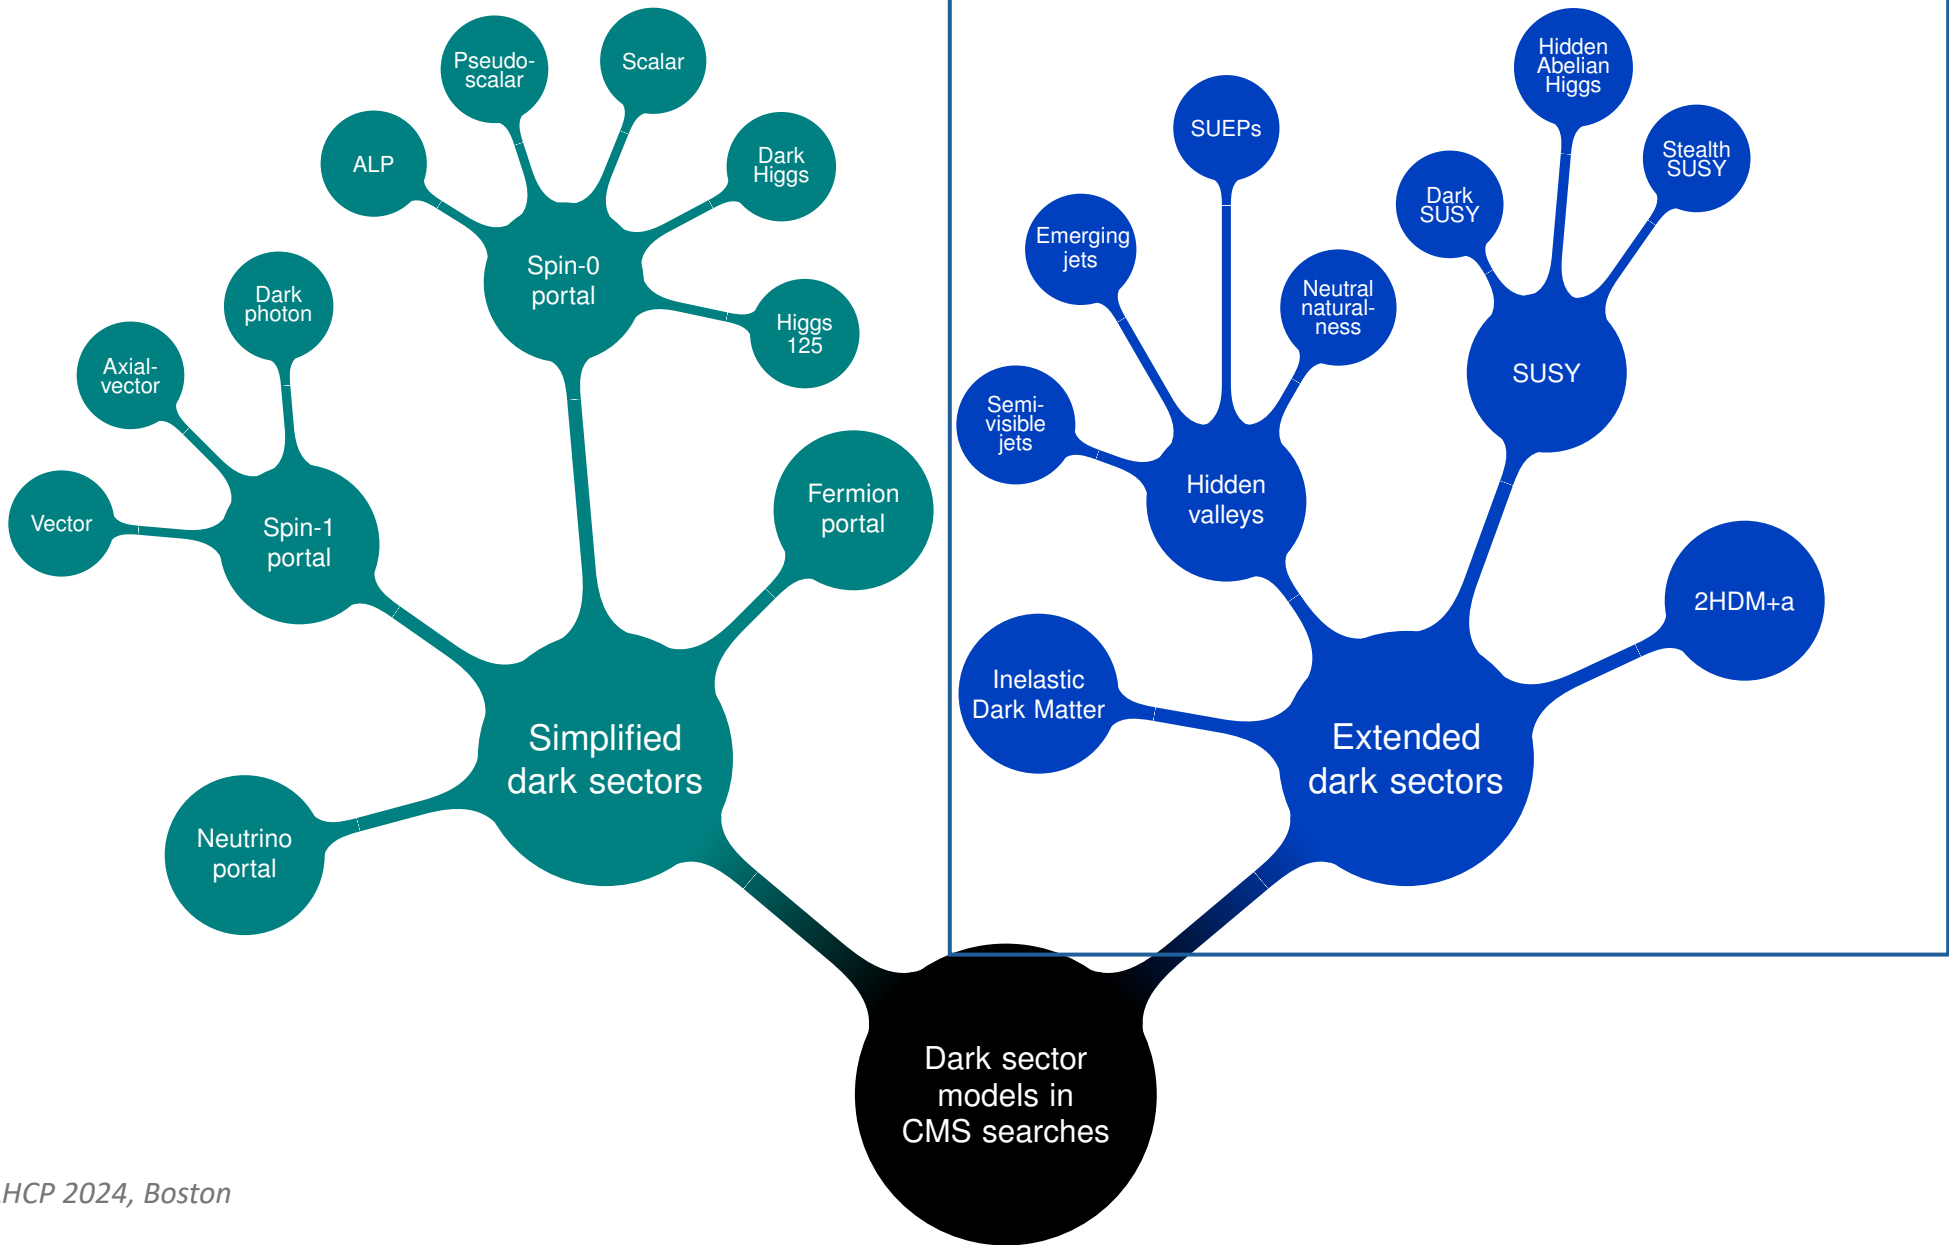 Pseudo-
scalar
Scalar
ALP
Dark
Higgs
Spin-0
portal
Higgs
125
Dark
photon
Axial-
vector
Vector
Spin-1
portal
Fermion
portal
Simplified
dark sectors
Neutrino
portal
Hidden
Abelian
Higgs
SUEPs
Stealth
SUSY
Dark
SUSY
Emerging
jets
Neutral
natural-
ness
SUSY
Semi-
visible
jets
Hidden
valleys
2HDM+a
Inelastic
Dark Matter
Extended
dark sectors
Dark sector
models in
CMS searches
HCP 2024, Boston